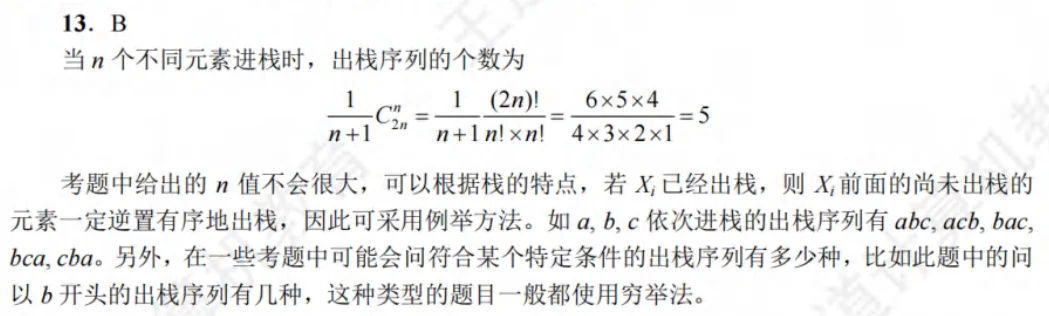 13. B
当 n 个不同元素进栈时，出栈序列的个数为
\frac{1}{n+1}C_{2n}^{n} = \frac{1}{n+1}\frac{(2n)!}{n!×n!} = \frac{6×5×4}{4×3×2×1} = 5
考题中给出的 n 值不会很大，可以根据栈的特点，若 X_i 已经出栈，则 X_i 前面的尚未出栈的
元素一定逆置有序地出栈，因此可采用例举方法。如 a, b, c 依次进栈的出栈序列有 abc, acb, bac,
bca, cba。另外，在一些考题中可能会问符合某个特定条件的出栈序列有多少种，比如此题中的问
以 b 开头的出栈序列有几种，这种类型的题目一般都使用穷举法。